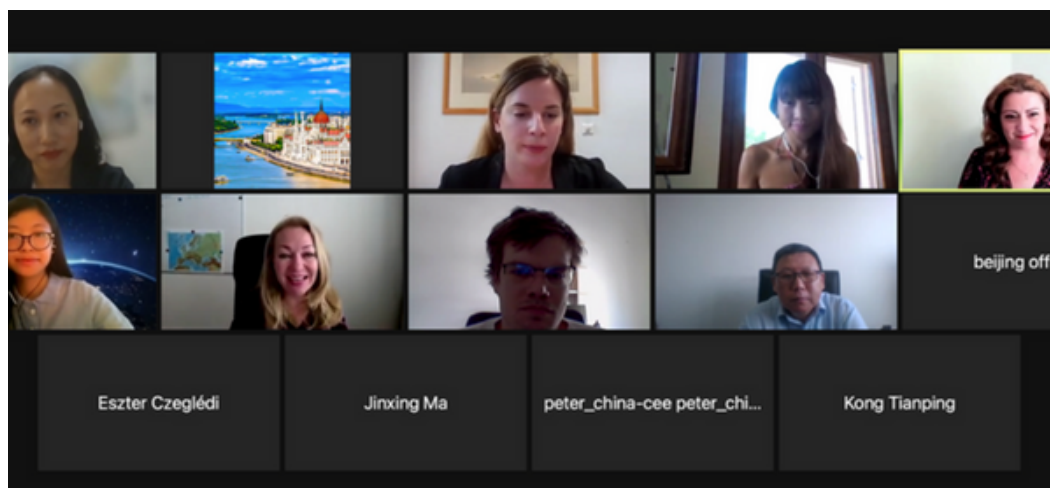 beijing off
Eszter Czeglédi
Jinxing Ma
peter_china-cee peter_chi...
Kong Tianping